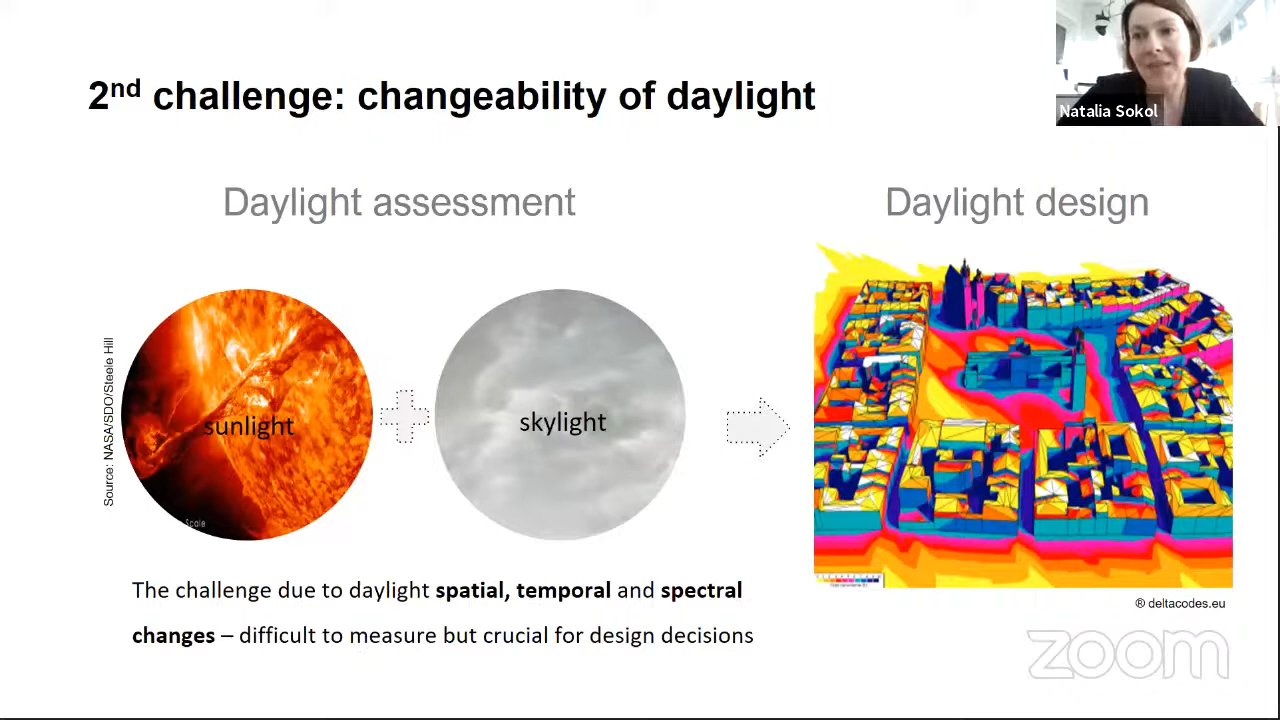 2nd challenge: changeability of daylight
Natalia Sokol
Daylight assessment
Daylight design
Source: NASA/SDO/Steele Hill
sunlight
skylight
Scale
The challenge due to daylight spatial, temporal and spectral
changes – difficult to measure but crucial for design decisions
® deltacodes.eu
zoom